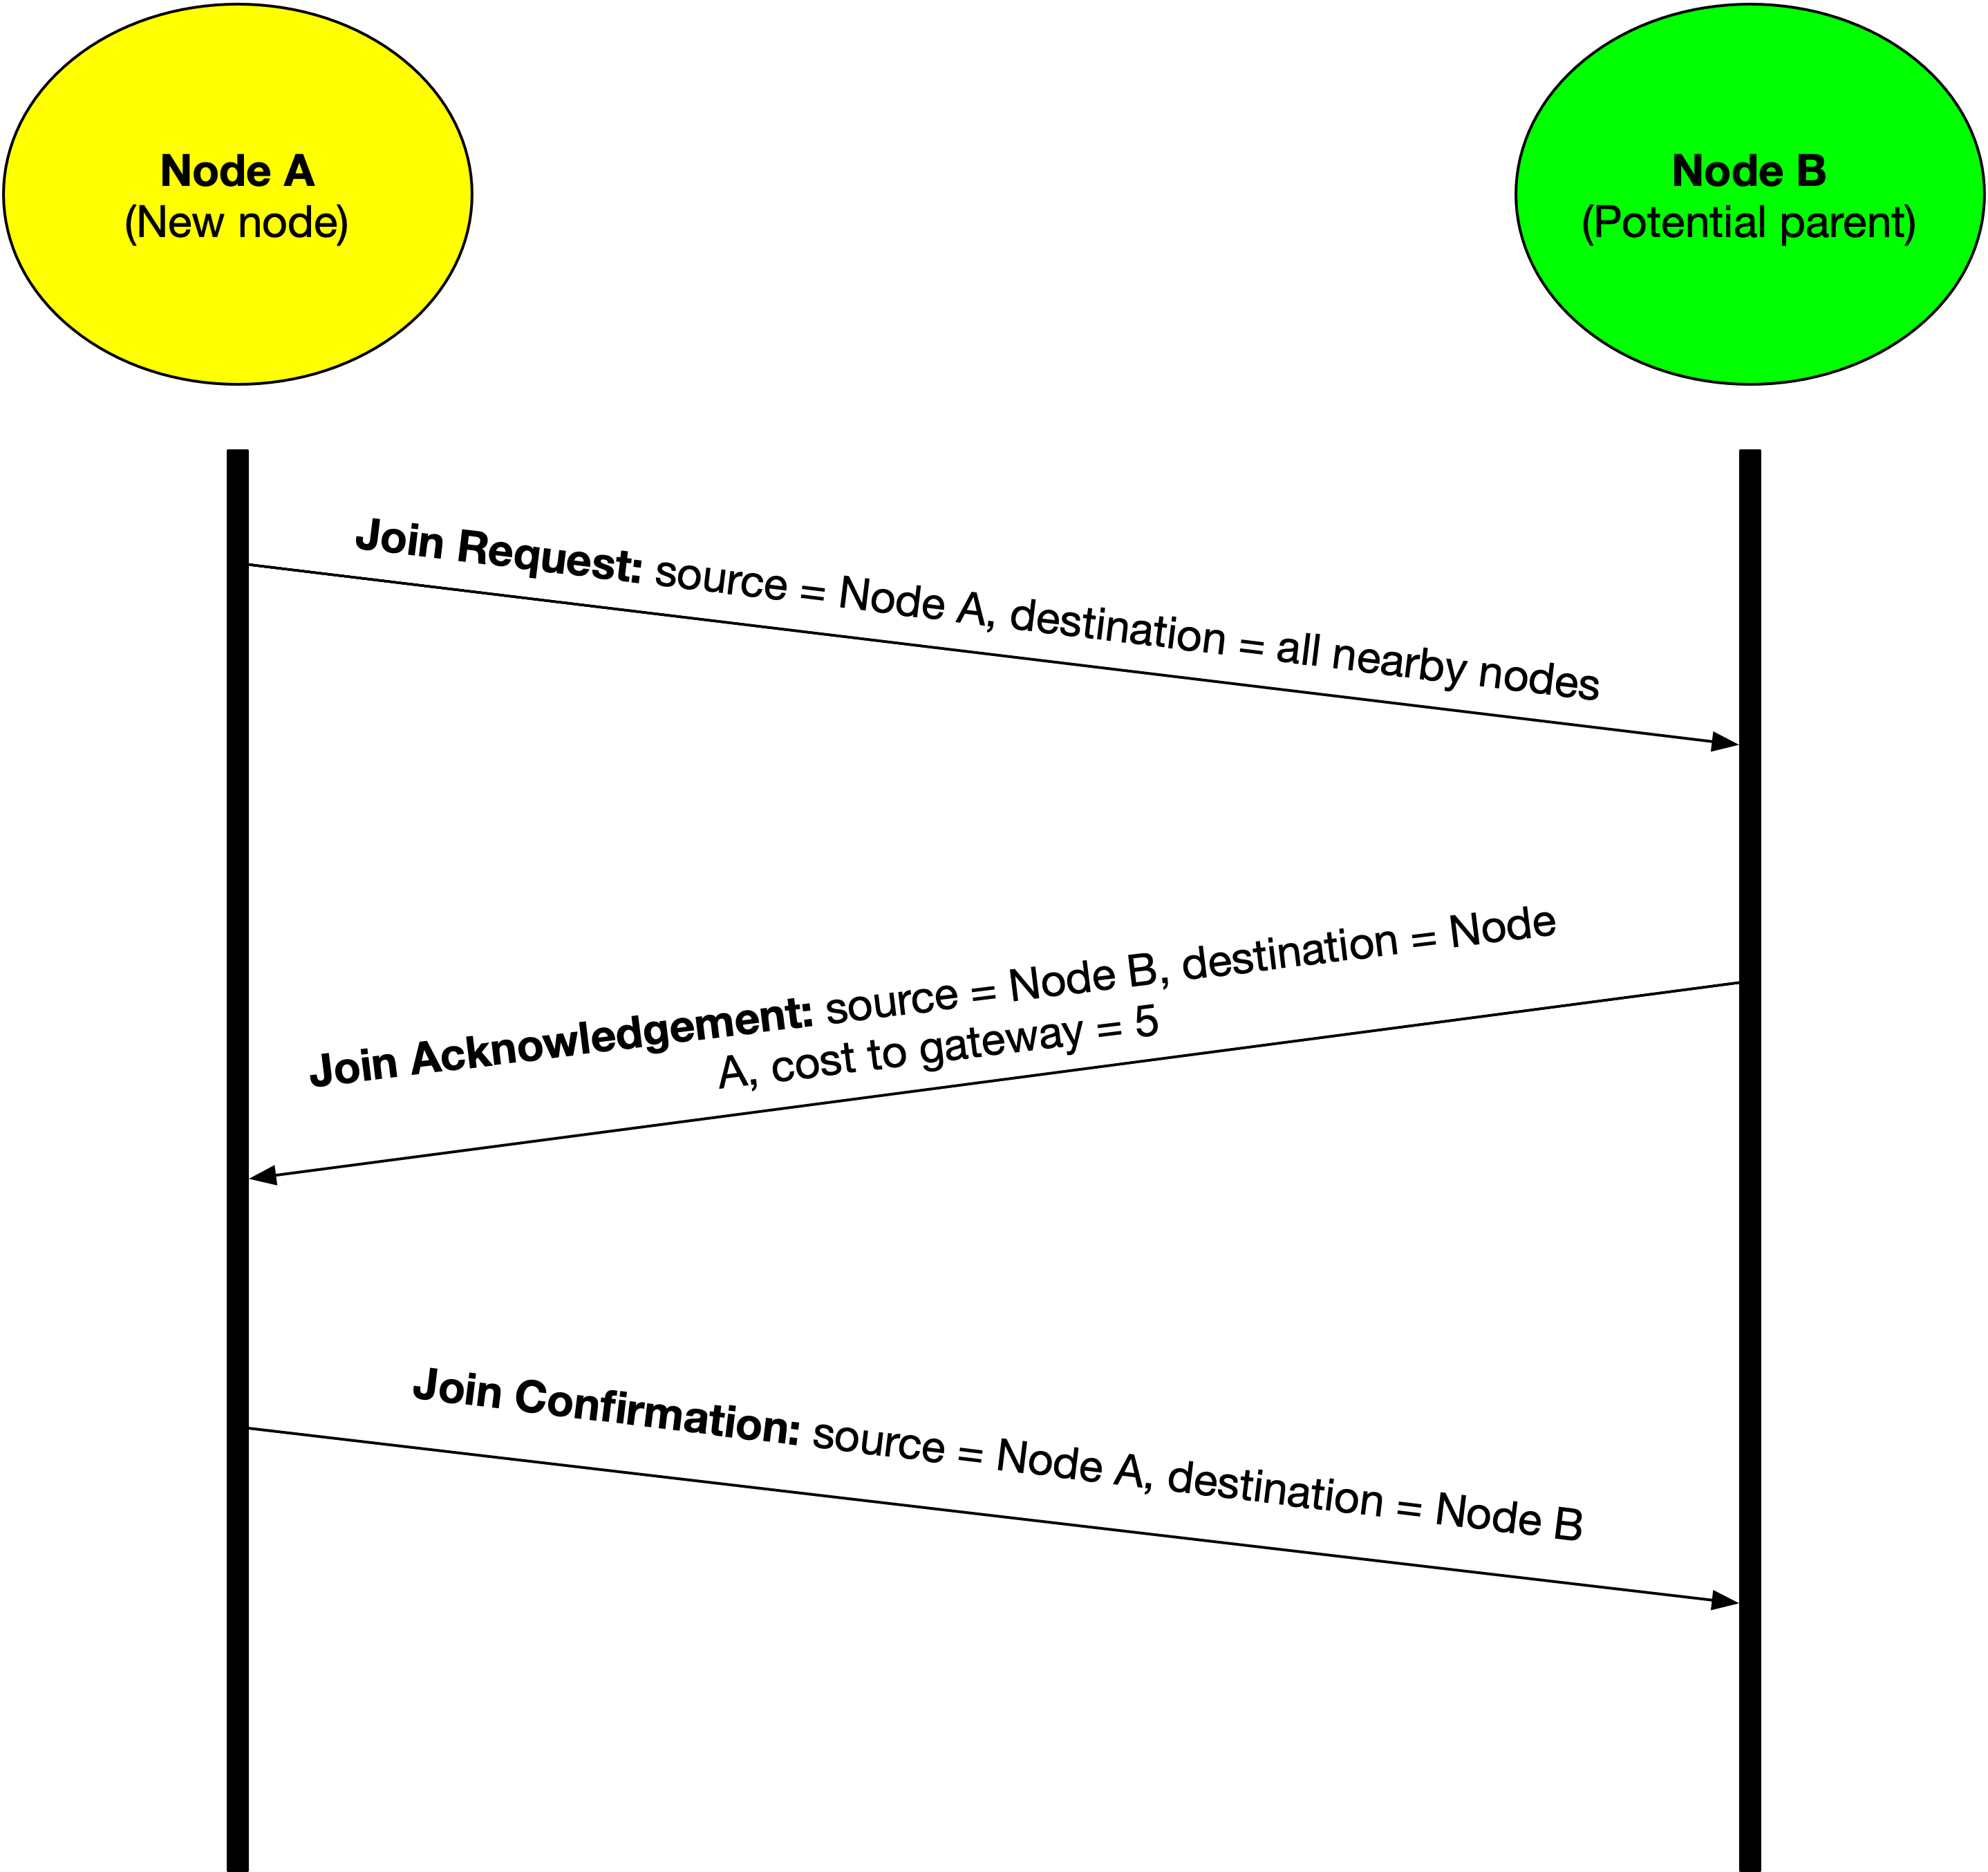 Node A
(New node)
Node B
(Potential parent)
Join Request: source = Node A, destination = all nearby nodes
Join Acknowledgement: source = Node B, destination = Node
A, cost to gateway = 5
Join Confirmation: source = Node A, destination = Node B